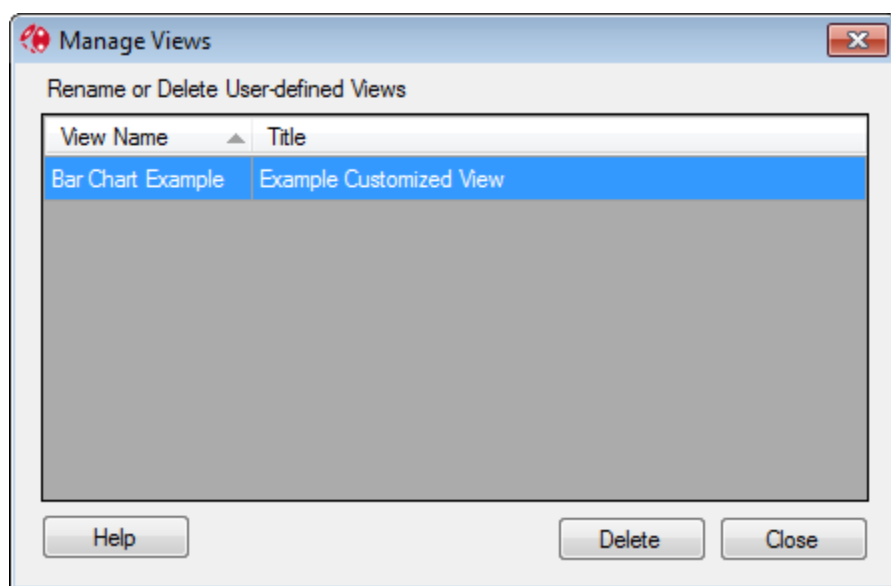 Manage Views
Rename or Delete User-defined Views
View Name Title
Bar Chart Example Example Customized View
Help Delete Close